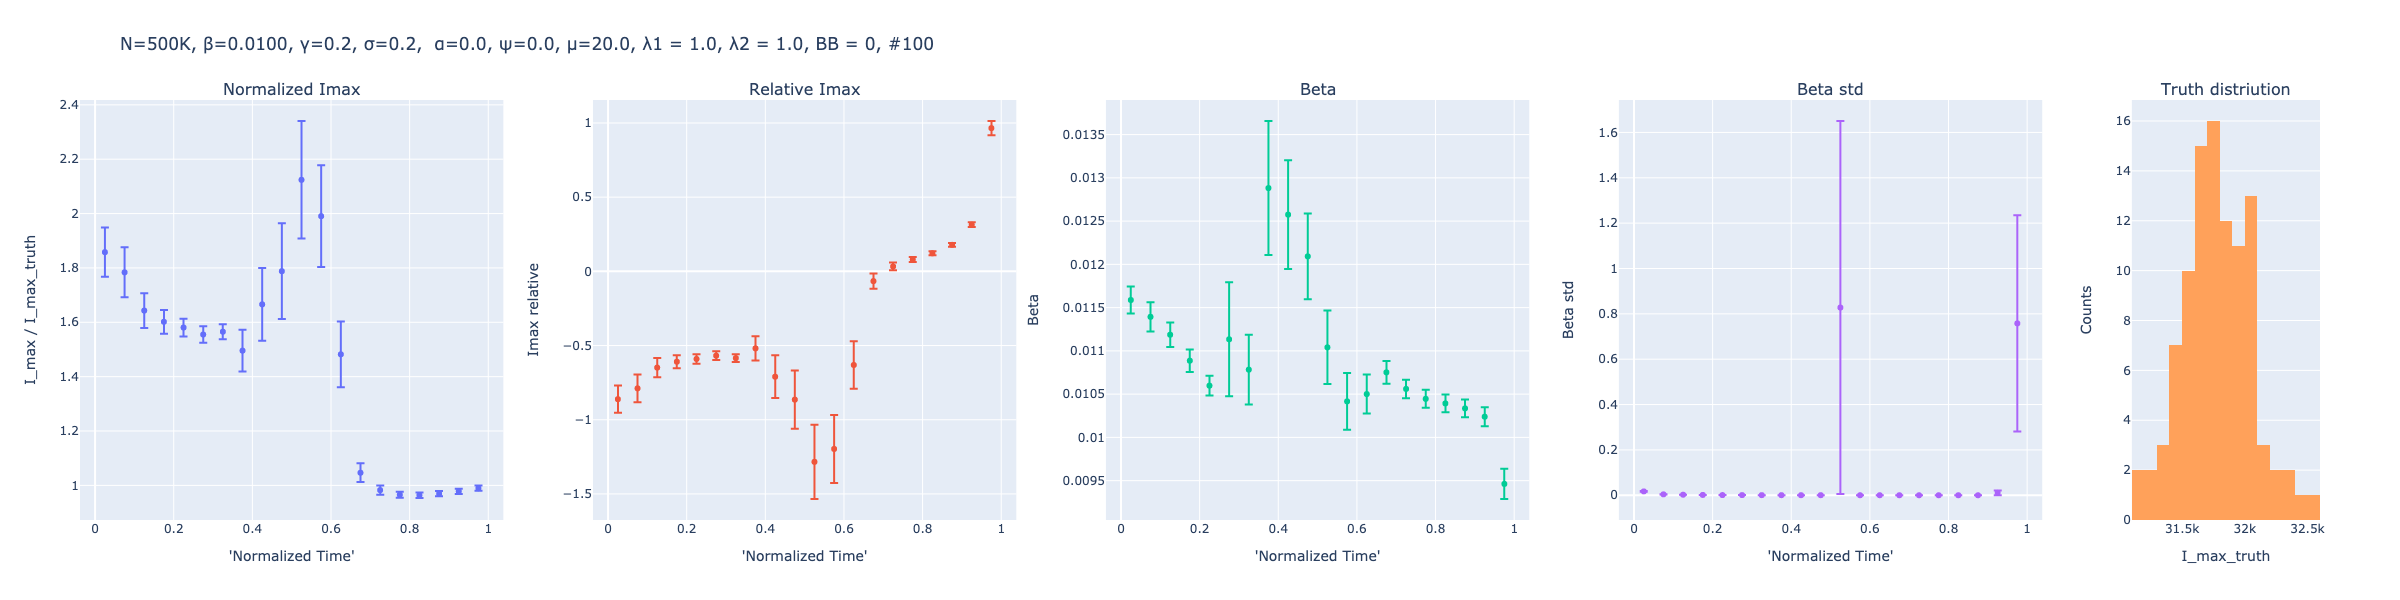 N=500K, β=0.0100, γ=0.2, σ=0.2, α=0.0, ψ=0.0, μ=20.0, λ1 = 1.0, λ2 = 1.0, BB = 0, #100
Normalized Imax
2.4
2.2
2
1.8
1.6
1.4
1.2
1
I_max / I_max_truth
0 0.2 0.4 0.6 0.8 1
'Normalized Time'
Relative Imax
1
0.5
0
−0.5
−1
−1.5
Imax relative
0 0.2 0.4 0.6 0.8 1
'Normalized Time'
Beta
0.0135
0.013
0.0125
0.012
0.0115
0.011
0.0105
0.01
0.0095
Beta
0 0.2 0.4 0.6 0.8 1
'Normalized Time'
Beta std
1.6
1.4
1.2
1
0.8
0.6
0.4
0.2
0
Beta std
0 0.2 0.4 0.6 0.8 1
'Normalized Time'
Truth distriution
16
14
12
10
8
6
4
2
0
Counts
31.5k 32k 32.5k
I_max_truth